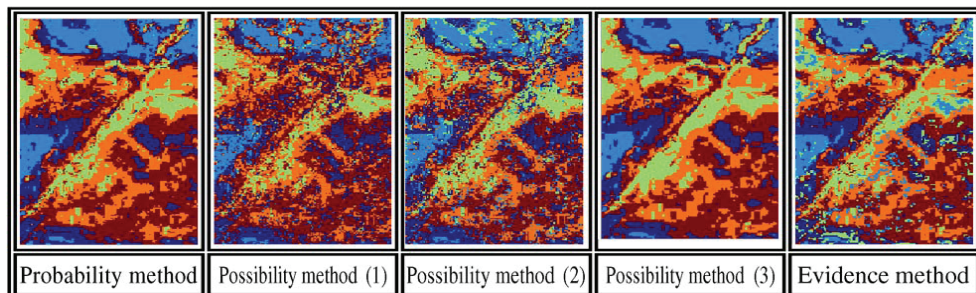 Probability method
Possibility method (1)
Possibility method (2)
Possibility method (3)
Evidence method